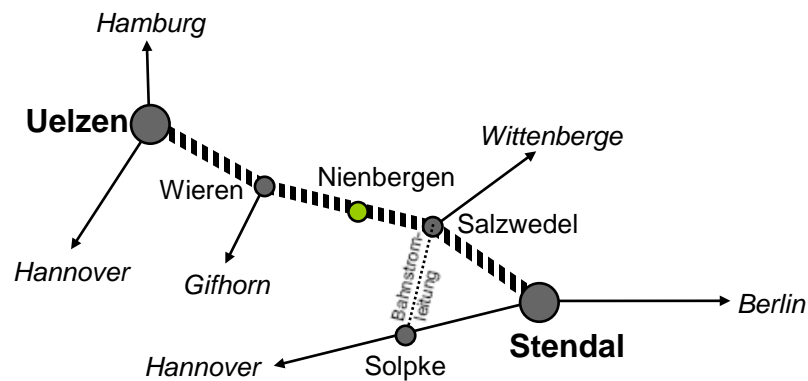 Hamburg
Uelzen
Wittenberge
Wieren
Nienbergen
Salzwedel
Hannover
Gifhorn
Bahnstrom-
leitung
Berlin
Stendal
Hannover
Solpke